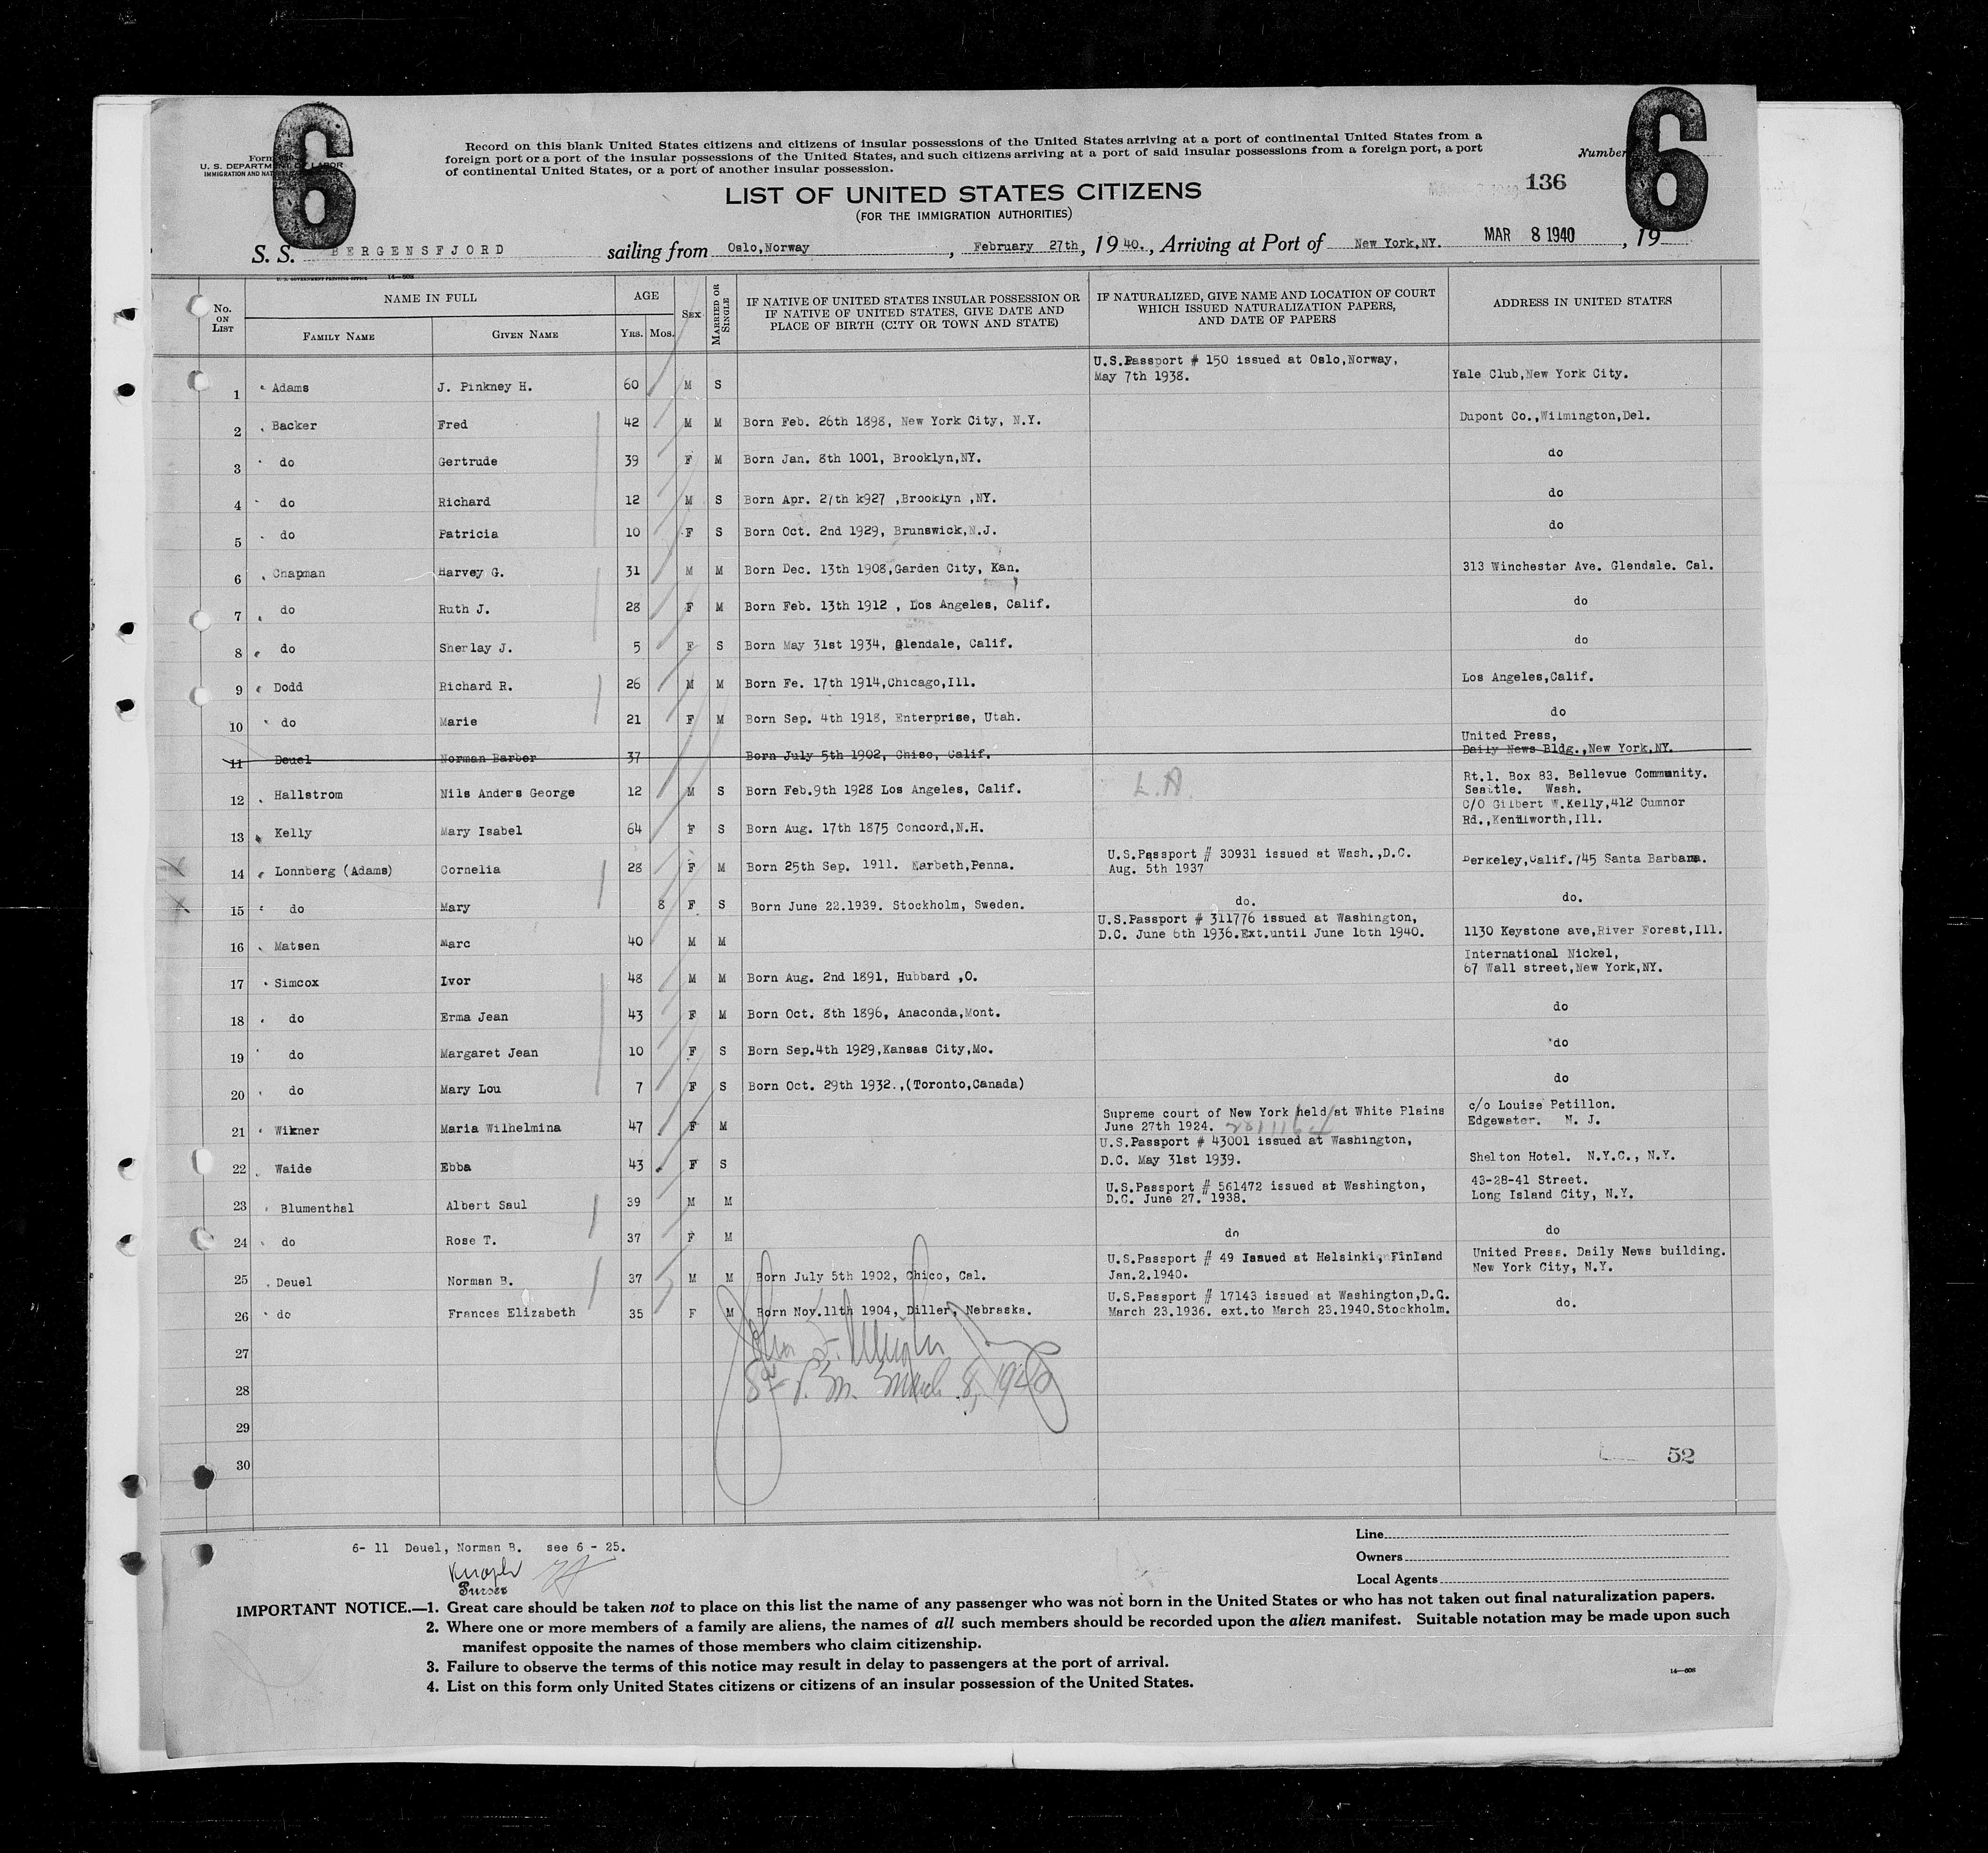 6
6
Form
U. S. DEPARTMENT OF LABOR
IMMIGRATION AND
Record on this blank United States citizens and citizens of insular possessions of the United States arriving at a port of continental United States from a
foreign port or a port of the insular possessions of the United States, and such citizens arriving at a port of said insular possessions from a foreign port, a port
of continental United States, or a port of another insular possession.
Number
136
LIST OF UNITED STATES CITIZENS
(FOR THE IMMIGRATION AUTHORITIES)
S. S. BERGENSFJORD sailing from Oslo,Norway , February 27th, 19 40., Arriving at Port of New York,NY. MAR 8 1940 , 19
U. S. GOVERNMENT PRINTING OFFICE 14—608
No. ON LIST NAME IN FULL AGE SEX MARRIED OR SINGLE IF NATIVE OF UNITED STATES INSULAR POSSESSION OR IF NATIVE OF UNITED STATES, GIVE DATE AND PLACE OF BIRTH (CITY OR TOWN AND STATE) IF NATURALIZED, GIVE NAME AND LOCATION OF COURT WHICH ISSUED NATURALIZATION PAPERS, AND DATE OF PAPERS ADDRESS IN UNITED STATES
FAMILY NAME GIVEN NAME YRS. MOS.
1 Adams J. Pinkney H. 60 M S U.S.Passport # 150 issued at Oslo,Norway, May 7th 1938. Yale Club,New York City.
2 Backer Fred 42 M M Born Feb. 26th 1898, New York City, N.Y. Dupont Co.,Wilmington,Del.
3 do Gertrude 39 F M Born Jan. 8th 1001, Brooklyn,NY. do
4 do Richard 12 M S Born Apr. 27th k927 ,Brooklyn ,NY. do
5 do Patricia 10 F S Born Oct. 2nd 1929, Brunswick,N.J. do
6 Chapman Harvey G. 31 M M Born Dec. 13th 1908,Garden City, Kan. 313 Winchester Ave. Glendale. Cal.
7 do Ruth J. 28 F M Born Feb. 13th 1912 , Los Angeles, Calif. do
8 do Sherlay J. 5 F S Born May 31st 1934, Glendale, Calif. do
9 Dodd Richard R. 26 M M Born Fe. 17th 1914,Chicago,Ill. Los Angeles,Calif.
10 do Marie 21 F M Born Sep. 4th 1918, Enterprise, Utah. do
11 Deuel Norman Barber 37 Born July 5th 1902, Chiso, Calif. United Press, Daily News Bldg.,New York,NY.
12 Hallstrom Nils Anders George 12 M S Born Feb.9th 1928 Los Angeles, Calif. L.A. Rt.1. Box 83. Bellevue Community. Seattle. Wash.
13 Kelly Mary Isabel 64 F S Born Aug. 17th 1875 Concord,N.H. C/O Gilbert W.Kelly,412 Cumnor Rd.,Kenilworth,Ill.
14 Lonnberg (Adams) Cornelia 28 F M Born 25th Sep. 1911. Narbeth,Penna. U.S.Passport # 30931 issued at Wash.,D.C. Aug. 5th 1937 Berkeley,Calif.745 Santa Barbara.
15 do Mary 8 F S Born June 22.1939. Stockholm, Sweden. do. do.
16 Matsen Marc 40 M M U.S.Passport # 311776 issued at Washington, D.C. June 6th 1936.Ext.until June 16th 1940. 1130 Keystone ave,River Forest,Ill.
17 Simcox Ivor 48 M M Born Aug. 2nd 1891, Hubbard ,O. International Nickel, 67 Wall street,New York,NY.
18 do Erma Jean 43 F M Born Oct. 8th 1896, Anaconda,Mont. do
19 do Margaret Jean 10 F S Born Sep.4th 1929,Kansas City,Mo. do
20 do Mary Lou 7 F S Born Oct. 29th 1932.,(Toronto,Canada) do
21 Wikner Maria Wilhelmina 47 F M Supreme court of New York held at White Plains June 27th 1924. c/o Louise Petillon. Edgewater. N. J.
22 Waide Ebba 43 F S U.S.Passport # 43001 issued at Washington, D.C. May 31st 1939. Shelton Hotel. N.Y.C., N.Y.
23 Blumenthal Albert Saul 39 M M U.S.Passport # 561472 issued at Washington, D.C. June 27. 1938. 43-28-41 Street. Long Island City, N.Y.
24 do Rose T. 37 F M do do
25 Deuel Norman B. 37 M M Born July 5th 1902, Chico, Cal. U.S.Passport # 49 Issued at Helsinki, Finland Jan.2.1940. United Press. Daily News building. New York City, N.Y.
26 do Frances Elizabeth 35 F M Born Nov.11th 1904, Diller, Nebraska. U.S.Passport # 17143 issued at Washington,D.C. March 23.1936. ext.to March 23.1940.Stockholm. do.
27
28 P.M. March 8, 1940
29
30
52
6- 11 Deuel, Norman B. see 6 - 25.
Purser
Line
Owners
Local Agents
IMPORTANT NOTICE.—1. Great care should be taken not to place on this list the name of any passenger who was not born in the United States or who has not taken out final naturalization papers.
2. Where one or more members of a family are aliens, the names of all such members should be recorded upon the alien manifest. Suitable notation may be made upon such
manifest opposite the names of those members who claim citizenship.
3. Failure to observe the terms of this notice may result in delay to passengers at the port of arrival.
4. List on this form only United States citizens or citizens of an insular possession of the United States.
14—608